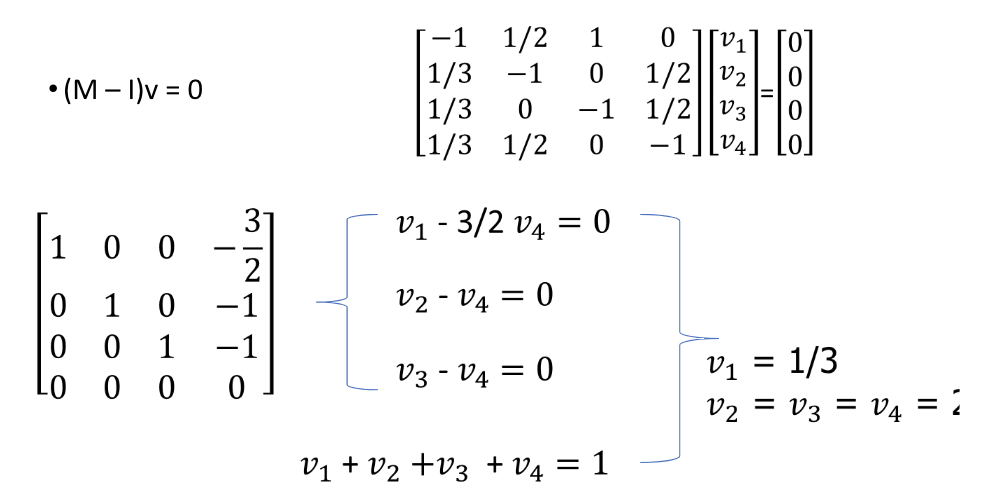 • (M – I)v = 0
[−1 1/2 1 0] [v₁] [0]
[1/3 −1 0 1/2] [v₂] = [0]
[1/3 0 −1 1/2] [v₃] [0]
[1/3 1/2 0 −1] [v₄] [0]
[1 0 0 −3/2]
[0 1 0 −1]
[0 0 1 −1]
[0 0 0 0]
v₁ - 3/2 v₄ = 0
v₂ - v₄ = 0
v₃ - v₄ = 0
v₁ + v₂ +v₃ + v₄ = 1
v₁ = 1/3
v₂ = v₃ = v₄ =